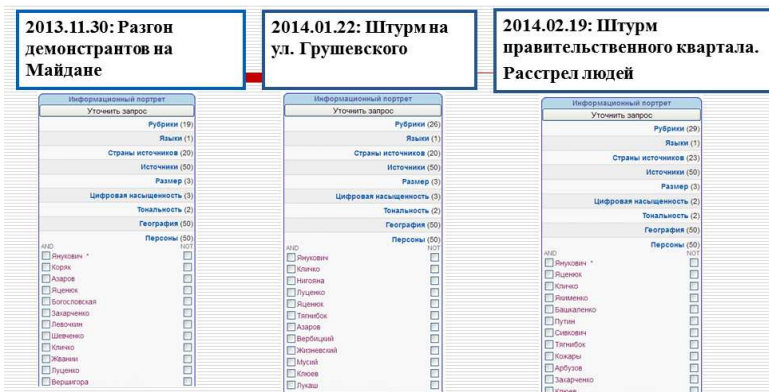 2013.11.30: Разгон
демонстрантов на
Майдане
2014.01.22: Штурм на
ул. Грушевского
2014.02.19: Штурм
правительственного квартала.
Расстрел людей
Информационный портрет
Уточнить запрос
Рубрики (19)
Языки (1)
Страны источников (20)
Источники (50)
Размер (3)
Цифровая насыщенность (3)
Тональность (2)
География (50)
Персоны (50)
AND NOT
Янукович *
Коряк
Азаров
Яценюк
Богословская
Захарченко
Левочкин
Шевченко
Кличко
Жвании
Луценко
Вершигора
Информационный портрет
Уточнить запрос
Рубрики (26)
Языки (1)
Страны источников (20)
Источники (50)
Размер (3)
Цифровая насыщенность (3)
Тональность (2)
География (50)
Персоны (50)
AND NOT
Янукович
Кличко
Нигояна
Луценко
Яценюк
Тягнибок
Азаров
Вербицкий
Жизневский
Мусий
Клюев
Лукаш
Информационный портрет
Уточнить запрос
Рубрики (29)
Языки (1)
Страны источников (23)
Источники (50)
Размер (3)
Цифровая насыщенность (2)
Тональность (2)
География (50)
Персоны (50)
AND NOT
Янукович *
Яценюк
Кличко
Якименко
Башкаленко
Путин
Сивкович
Тягнибок
Кожары
Арбузов
Захарченко
Клюев